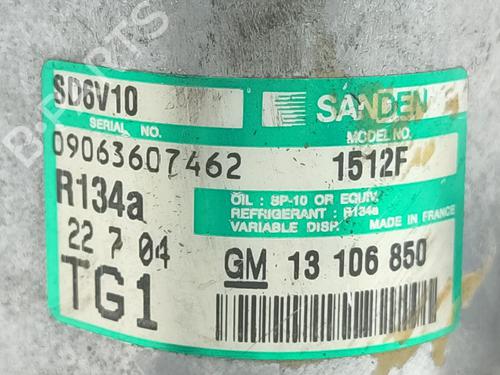 SD6V10
SANDEN
SERIAL NO.
MODEL NO.
09063607462
1512F
R134a
OIL : SP-10 OR EQUIV.
REFRIGERANT : R134a
VARIABLE DISP. MADE IN FRANCE
22 7 04
TG1
GM 13 106 850
B-PARTS